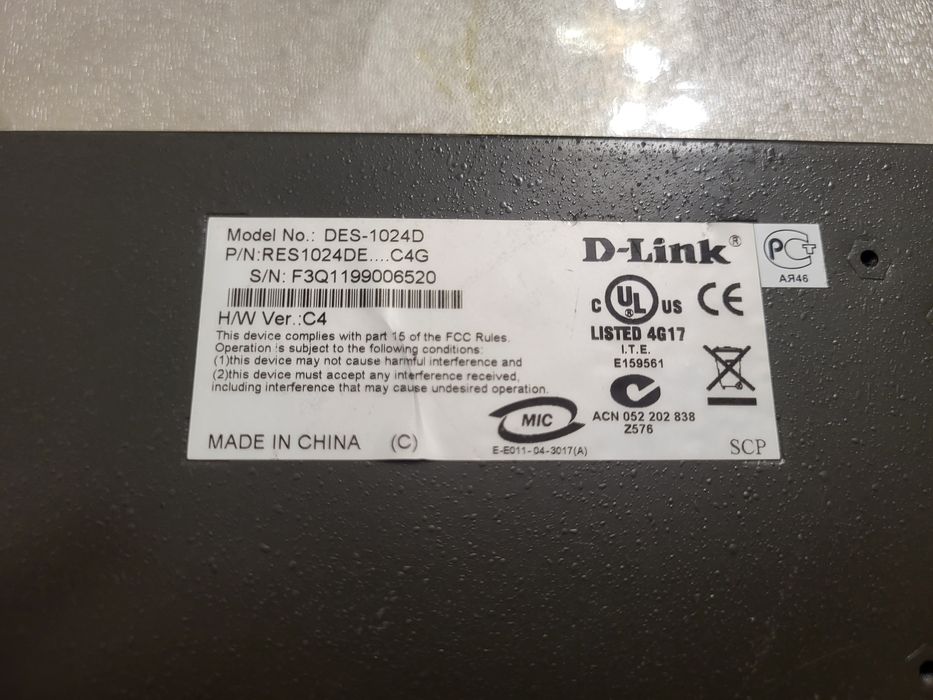 Model No.: DES-1024D
P/N:RES1024DE....C4G
S/N: F3Q1199006520
H/W Ver.:C4
This device complies with part 15 of the FCC Rules.
Operation is subject to the following conditions:
(1)this device may not cause harmful interference and
(2)this device must accept any interference received,
including interference that may cause undesired operation.
MADE IN CHINA (C)
D-Link®
C UL ® US CE
LISTED 4G17
I.T.E.
E159561
ACN 052 202 838
Z576
MIC
E-E011-04-3017(A)
SCP
РСТ
АЯ46